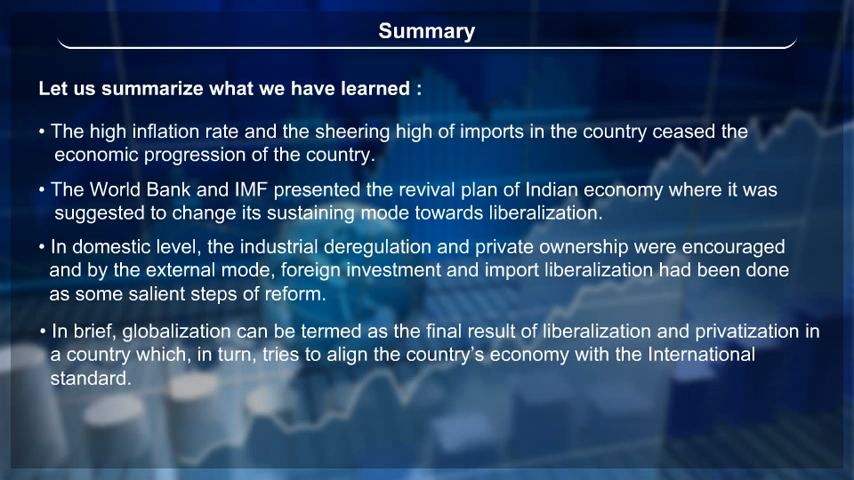 Summary
Let us summarize what we have learned :
• The high inflation rate and the sheering high of imports in the country ceased the
economic progression of the country.
• The World Bank and IMF presented the revival plan of Indian economy where it was
suggested to change its sustaining mode towards liberalization.
• In domestic level, the industrial deregulation and private ownership were encouraged
and by the external mode, foreign investment and import liberalization had been done
as some salient steps of reform.
• In brief, globalization can be termed as the final result of liberalization and privatization in
a country which, in turn, tries to align the country’s economy with the International
standard.